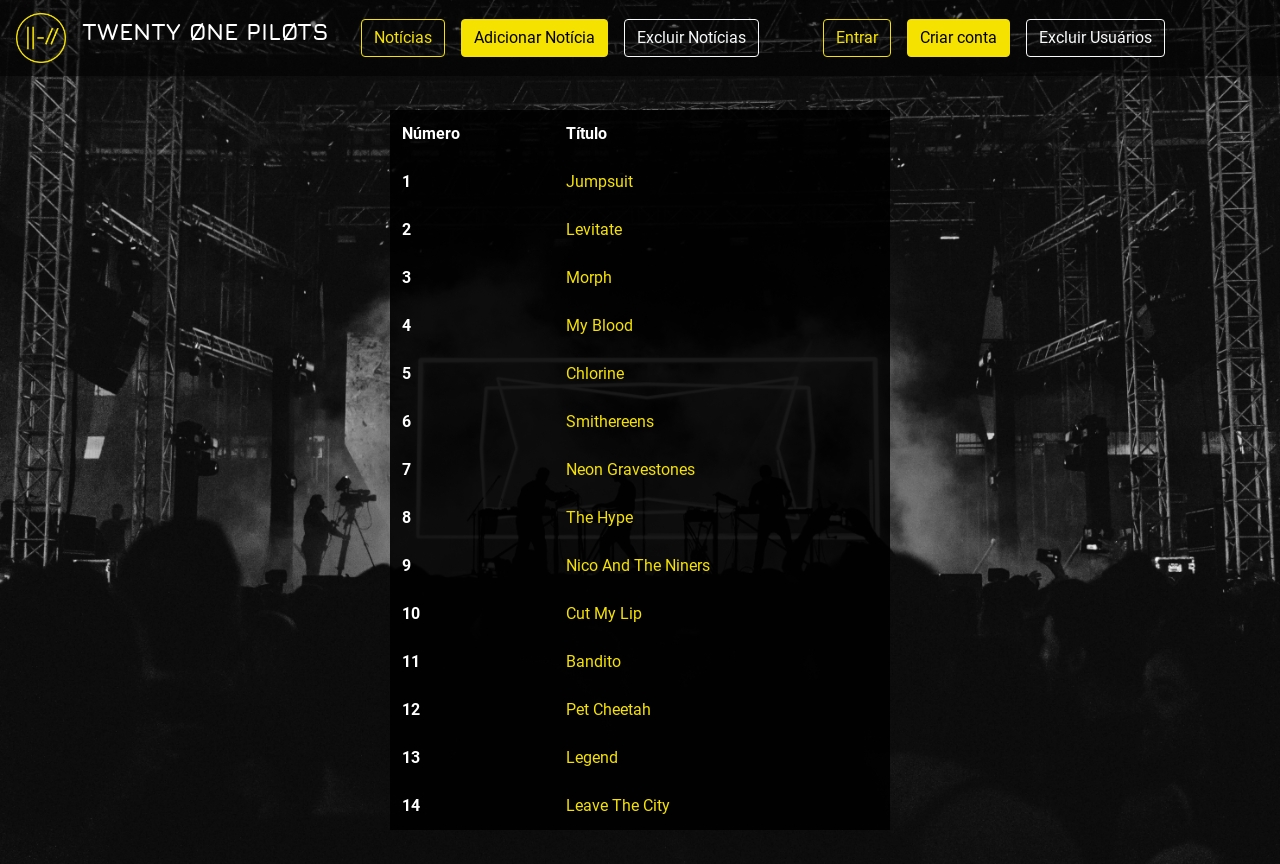 TWENTY ØNE PILØTS Notícias Adicionar Notícia Excluir Notícias Entrar Criar conta Excluir Usuários
Número Título
1 Jumpsuit
2 Levitate
3 Morph
4 My Blood
5 Chlorine
6 Smithereens
7 Neon Gravestones
8 The Hype
9 Nico And The Niners
10 Cut My Lip
11 Bandito
12 Pet Cheetah
13 Legend
14 Leave The City